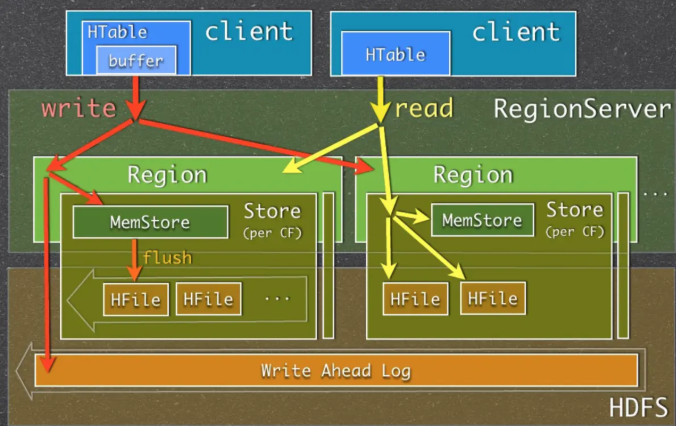 HTable
client
buffer
client
HTable
write
read
RegionServer
Region
Region
...
MemStore
Store
(per CF)
MemStore
Store
(per CF)
flush
HFile
HFile
...
HFile
HFile
Write Ahead Log
HDFS